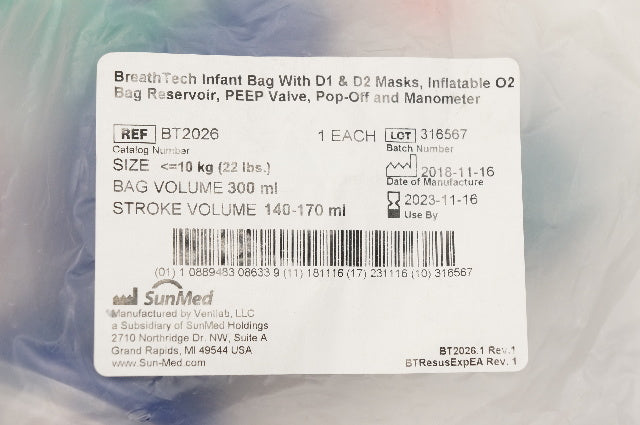 BreathTech Infant Bag With D1 & D2 Masks, Inflatable O2
Bag Reservoir, PEEP Valve, Pop-Off and Manometer
REF BT2026 1 EACH LOT 316567
Catalog Number Batch Number
SIZE <=10 kg (22 lbs.) 2018-11-16
Date of Manufacture
BAG VOLUME 300 ml 2023-11-16
STROKE VOLUME 140-170 ml Use By
(01) 1 0889483 08633 9 (11) 181116 (17) 231116 (10) 316567
SunMed
Manufactured by Ventlab, LLC
a Subsidiary of SunMed Holdings
2710 Northridge Dr. NW, Suite A
Grand Rapids, MI 49544 USA
www.Sun-Med.com
BT2026.1 Rev.1
BTResusExpEA Rev. 1